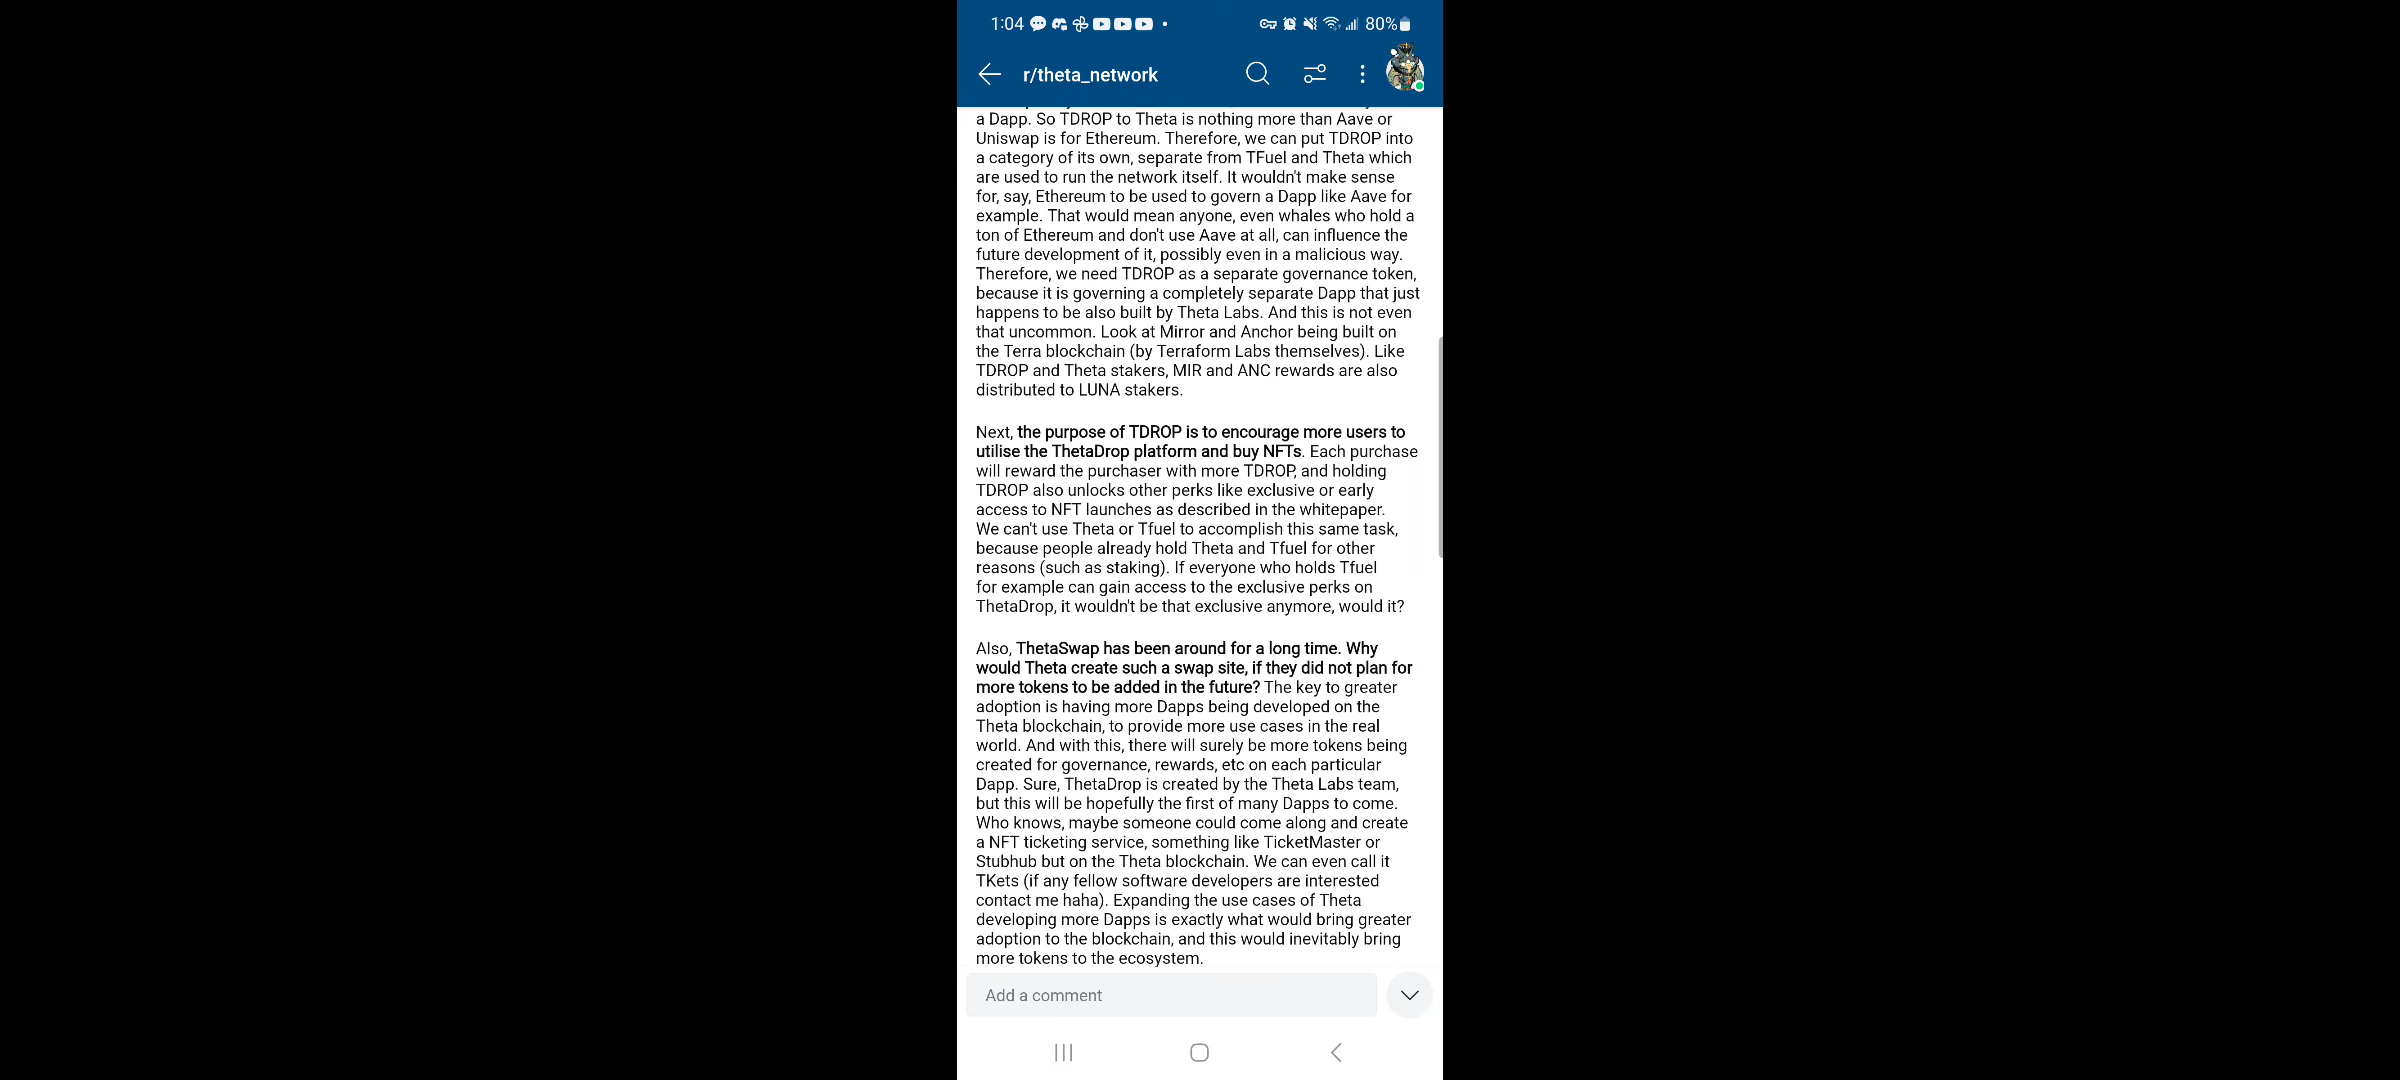 1:04
80%
r/theta_network
a Dapp. So TDROP to Theta is nothing more than Aave or
Uniswap is for Ethereum. Therefore, we can put TDROP into
a category of its own, separate from TFuel and Theta which
are used to run the network itself. It wouldn't make sense
for, say, Ethereum to be used to govern a Dapp like Aave for
example. That would mean anyone, even whales who hold a
ton of Ethereum and don't use Aave at all, can influence the
future development of it, possibly even in a malicious way.
Therefore, we need TDROP as a separate governance token,
because it is governing a completely separate Dapp that just
happens to be also built by Theta Labs. And this is not even
that uncommon. Look at Mirror and Anchor being built on
the Terra blockchain (by Terraform Labs themselves). Like
TDROP and Theta stakers, MIR and ANC rewards are also
distributed to LUNA stakers.
Next, the purpose of TDROP is to encourage more users to
utilise the ThetaDrop platform and buy NFTs. Each purchase
will reward the purchaser with more TDROP, and holding
TDROP also unlocks other perks like exclusive or early
access to NFT launches as described in the whitepaper.
We can't use Theta or Tfuel to accomplish this same task,
because people already hold Theta and Tfuel for other
reasons (such as staking). If everyone who holds Tfuel
for example can gain access to the exclusive perks on
ThetaDrop, it wouldn't be that exclusive anymore, would it?
Also, ThetaSwap has been around for a long time. Why
would Theta create such a swap site, if they did not plan for
more tokens to be added in the future? The key to greater
adoption is having more Dapps being developed on the
Theta blockchain, to provide more use cases in the real
world. And with this, there will surely be more tokens being
created for governance, rewards, etc on each particular
Dapp. Sure, ThetaDrop is created by the Theta Labs team,
but this will be hopefully the first of many Dapps to come.
Who knows, maybe someone could come along and create
a NFT ticketing service, something like TicketMaster or
Stubhub but on the Theta blockchain. We can even call it
TKets (if any fellow software developers are interested
contact me haha). Expanding the use cases of Theta
developing more Dapps is exactly what would bring greater
adoption to the blockchain, and this would inevitably bring
more tokens to the ecosystem.
Add a comment